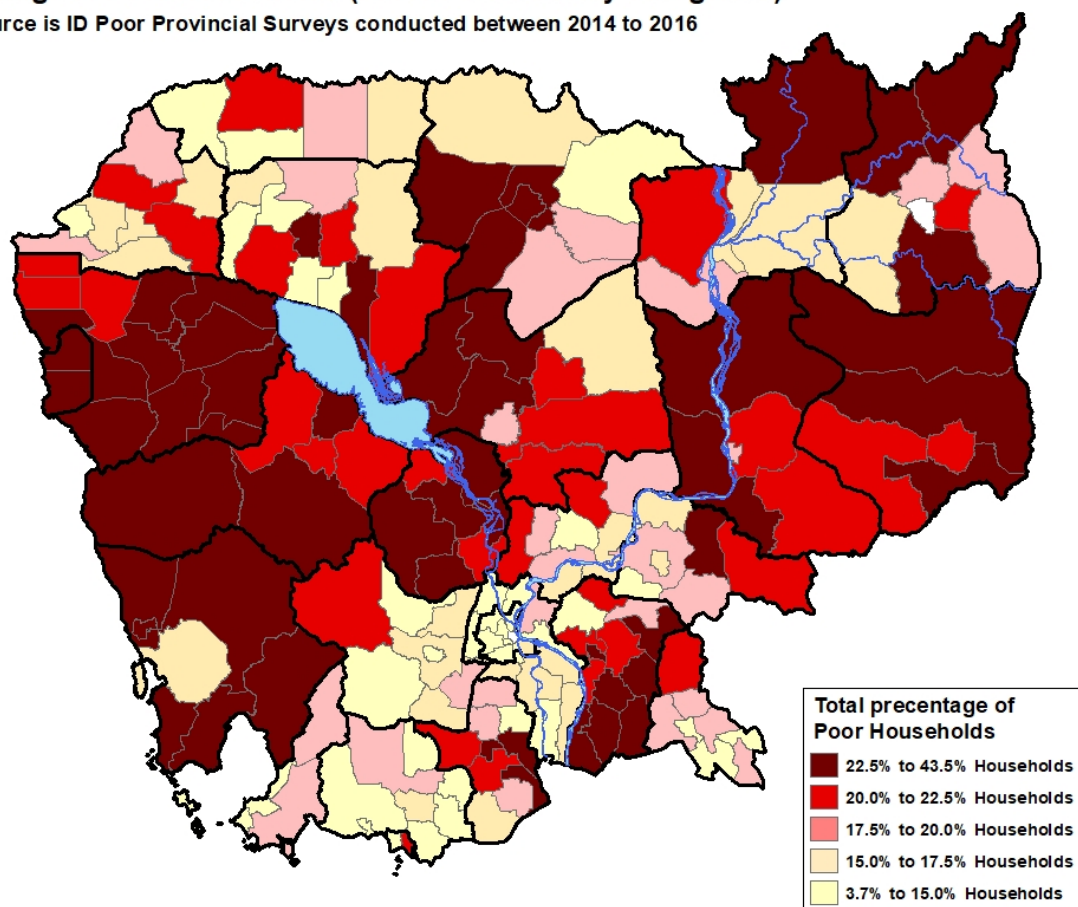 urce is ID Poor Provincial Surveys conducted between 2014 to 2016
Total precentage of
Poor Households
22.5% to 43.5% Households
20.0% to 22.5% Households
17.5% to 20.0% Households
15.0% to 17.5% Households
3.7% to 15.0% Households